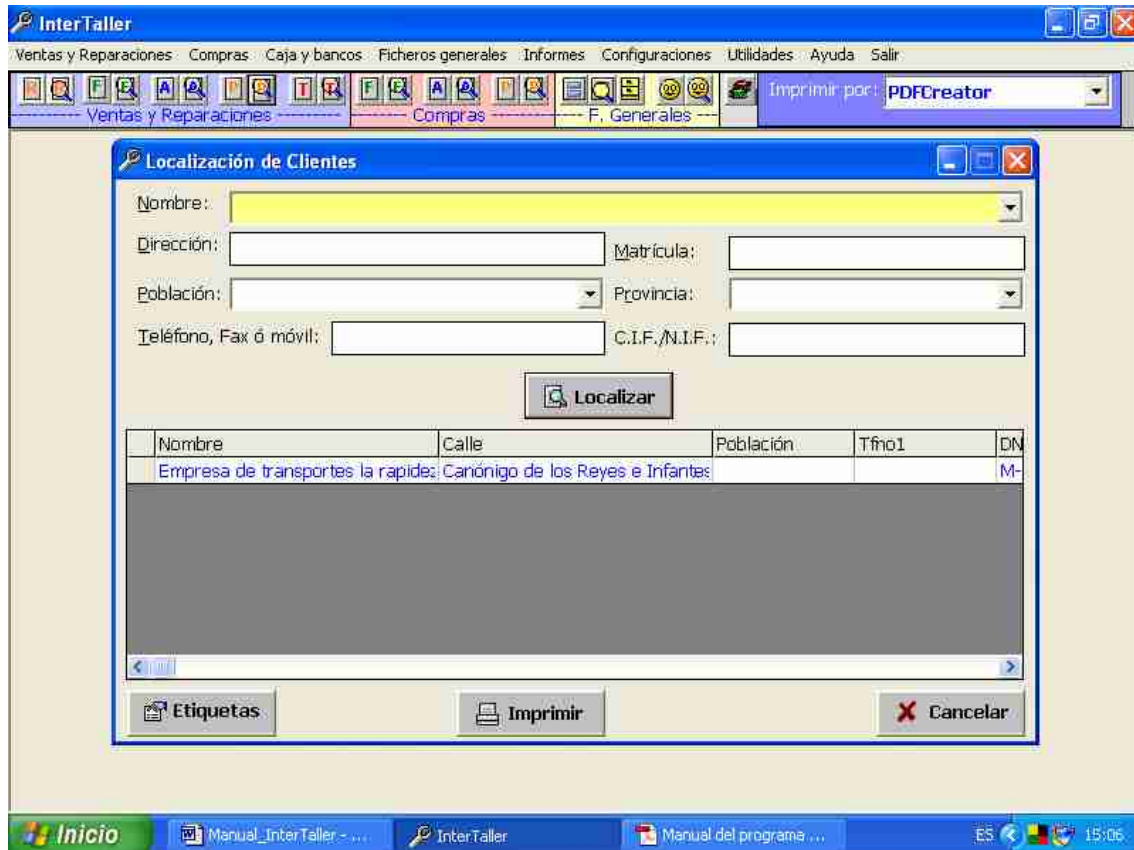 InterTaller
Ventas y Reparaciones Compras Caja y bancos Ficheros generales Informes Configuraciones Utilidades Ayuda Salir
R F E A P T T F E A P Imprimir por: PDFCreator
---------- Ventas y Reparaciones --------- -------- Compras --------- ---- F. Generales ---
Localización de Clientes
Nombre:
Dirección: Matrícula:
Población: Provincia:
Teléfono, Fax ó móvil: C.I.F./N.I.F.:
Localizar
Nombre Calle Población Tfno1 DN
Empresa de transportes la rapidez Canónigo de los Reyes e Infantes M-
Etiquetas Imprimir Cancelar
Inicio Manual_InterTaller - ... InterTaller Manual del programa ... ES 15:06